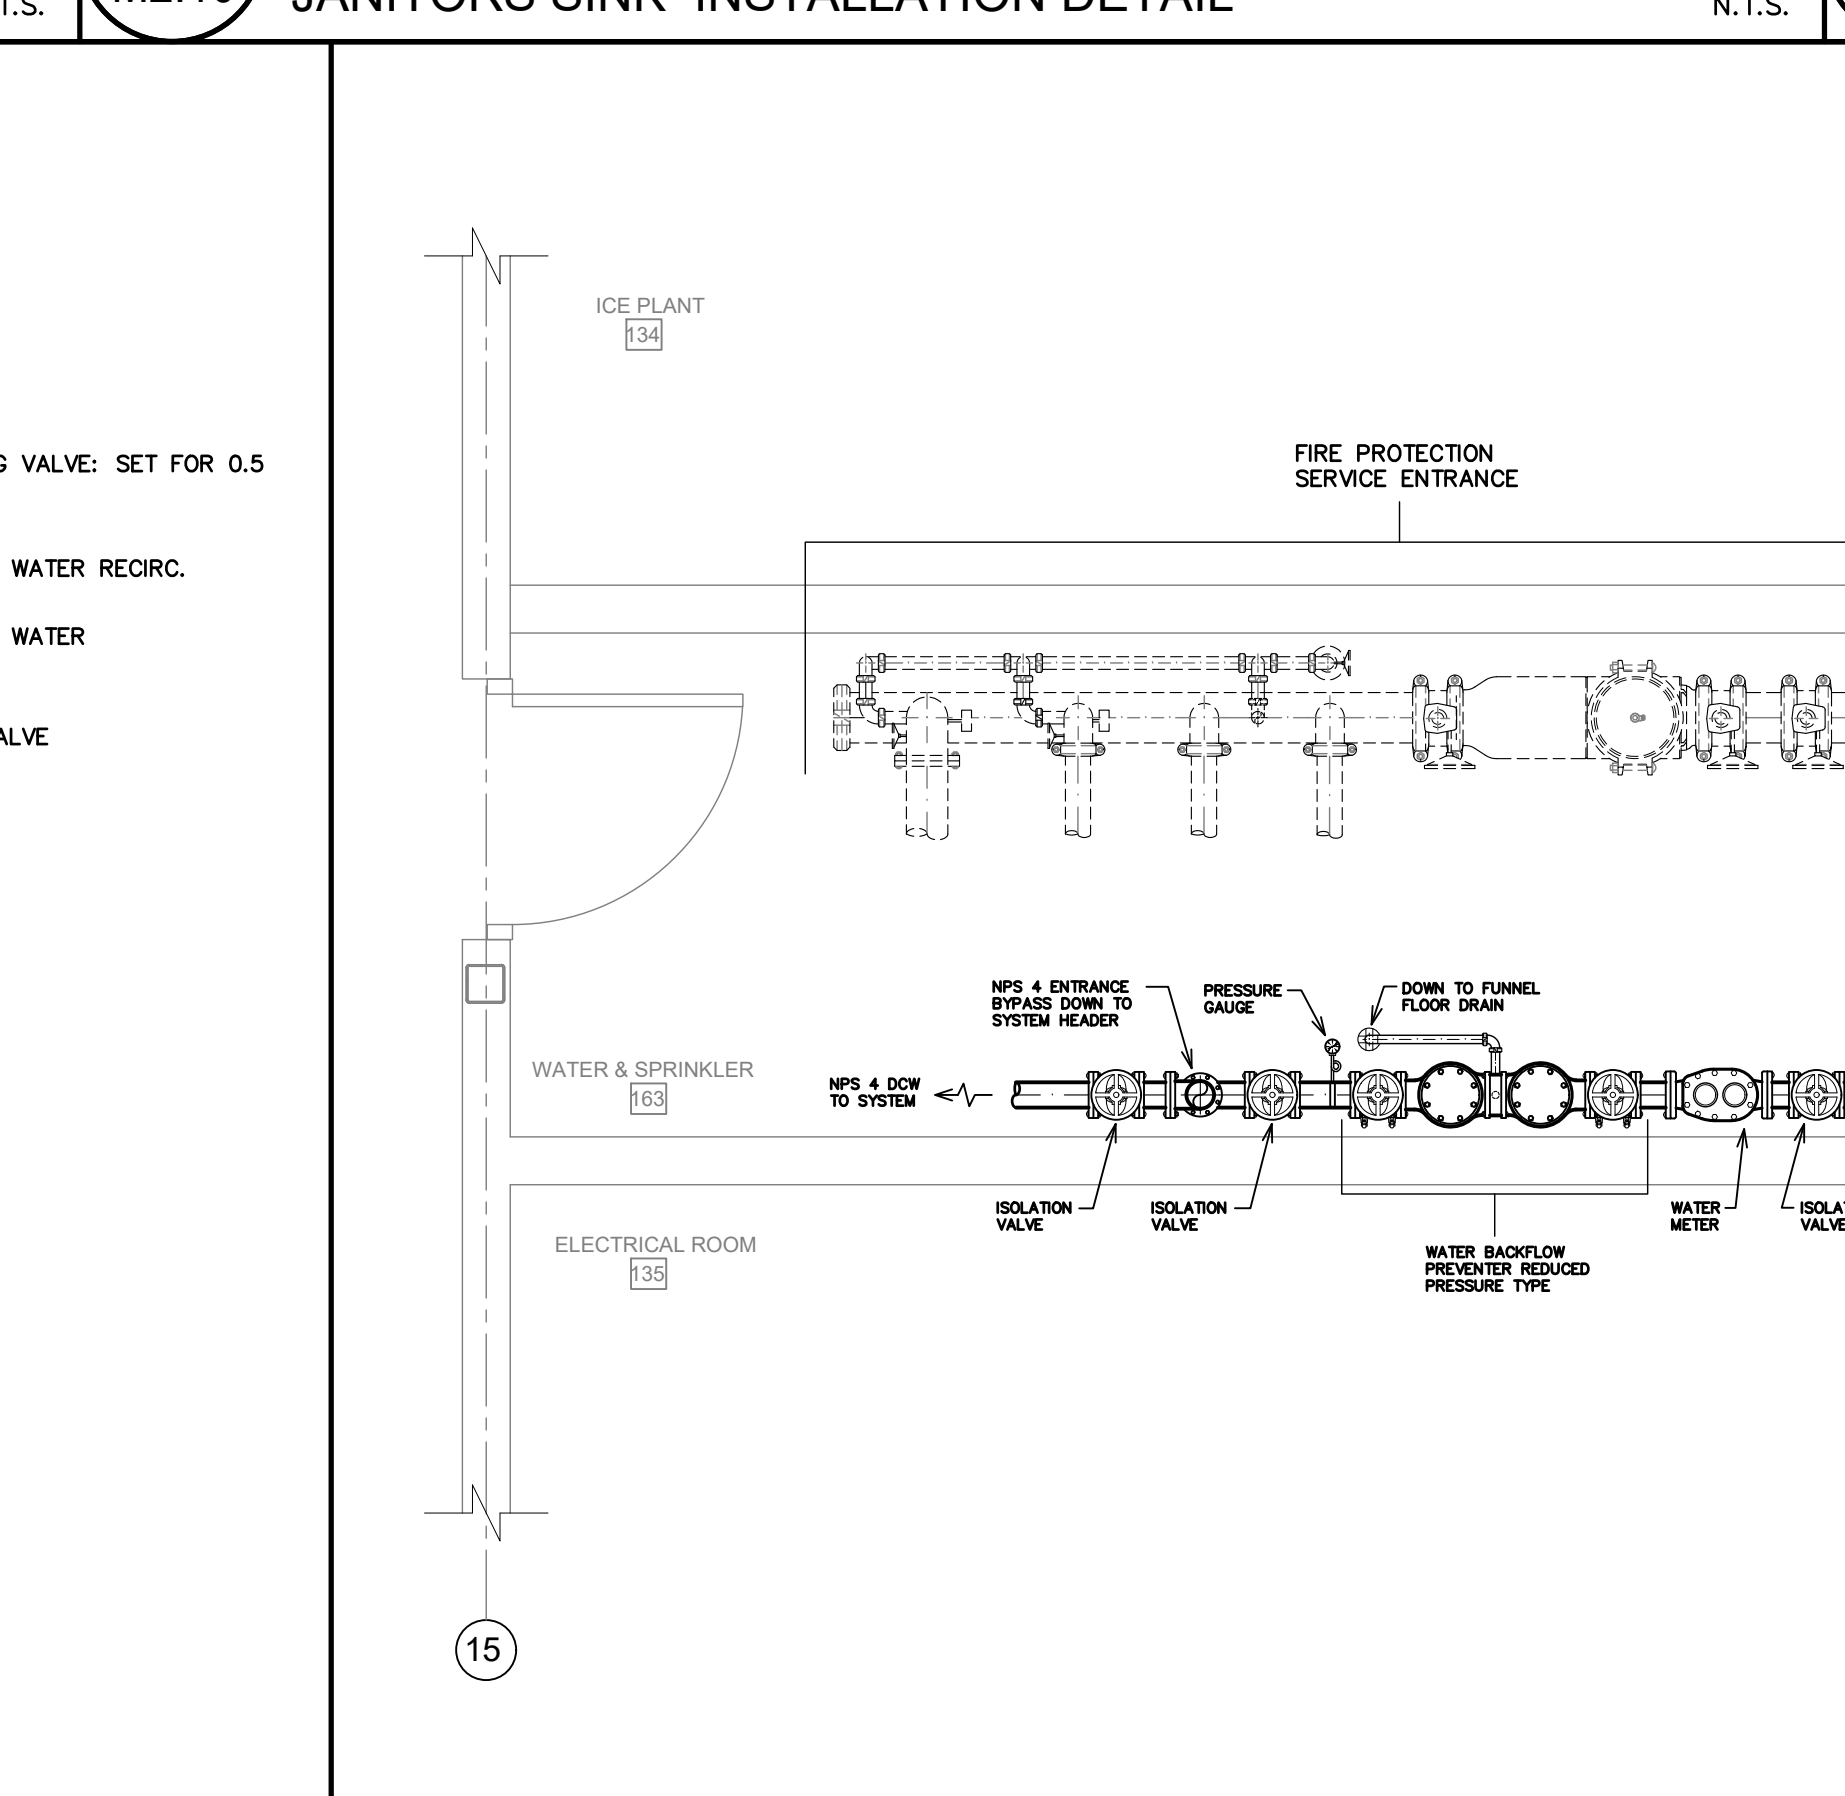 JANITORS SINK INSTALLATION DETAIL
N.T.S.
VALVE: SET FOR 0.5
WATER RECIRC.
WATER
ICE PLANT
134
FIRE PROTECTION
SERVICE ENTRANCE
NPS 4 ENTRANCE
BYPASS DOWN TO
SYSTEM HEADER
PRESSURE
GAUGE
DOWN TO FUNNEL
FLOOR DRAIN
WATER & SPRINKLER
163
NPS 4 DCW
TO SYSTEM
ISOLATION
VALVE
ISOLATION
VALVE
WATER
METER
VALVE
WATER BACKFLOW
PREVENTER REDUCED
PRESSURE TYPE
ELECTRICAL ROOM
135
15